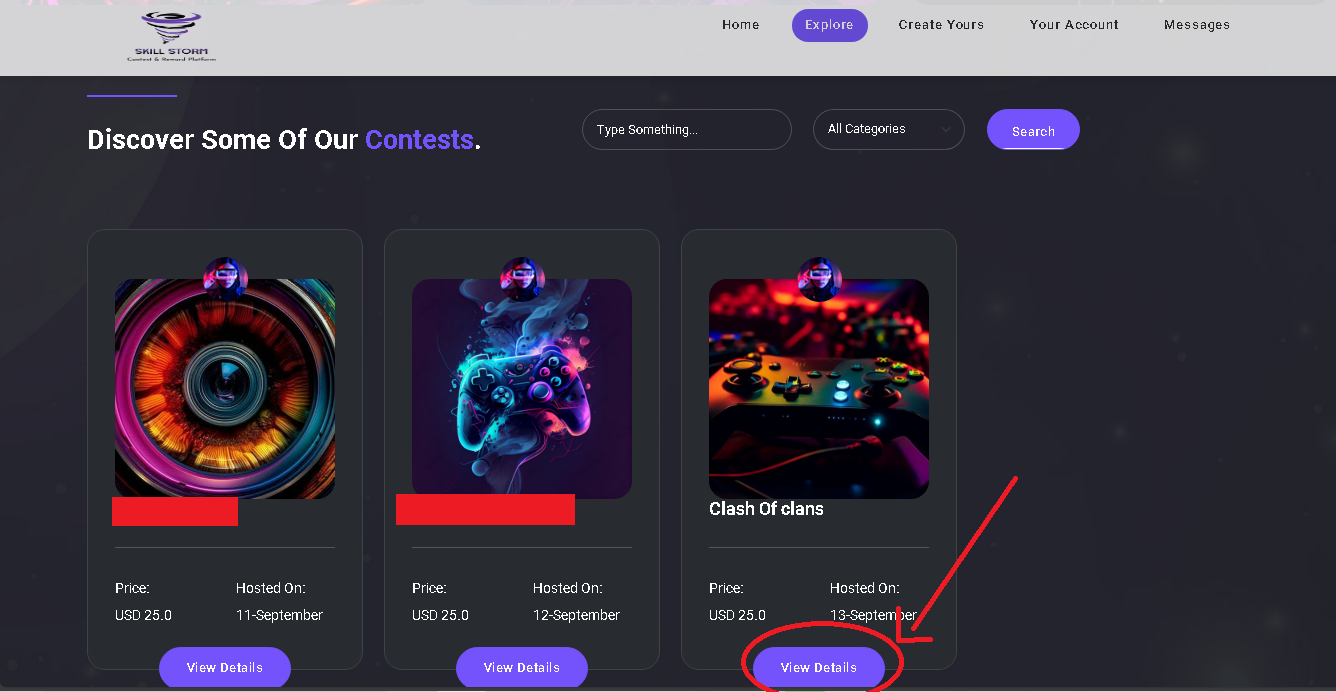 SKILL STORM
Contest & Reward Platform
Home
Explore
Create Yours
Your Account
Messages
Discover Some Of Our Contests.
Type Something...
All Categories
Search
Price:
Hosted On:
USD 25.0
11-September
View Details
Price:
Hosted On:
USD 25.0
12-September
View Details
Clash Of clans
Price:
Hosted On:
USD 25.0
13-September
View Details